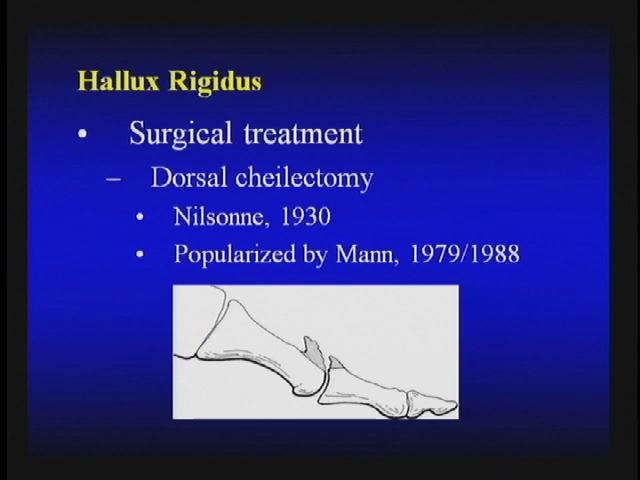 Hallux Rigidus
• Surgical treatment
– Dorsal cheilectomy
• Nilsonne, 1930
• Popularized by Mann, 1979/1988